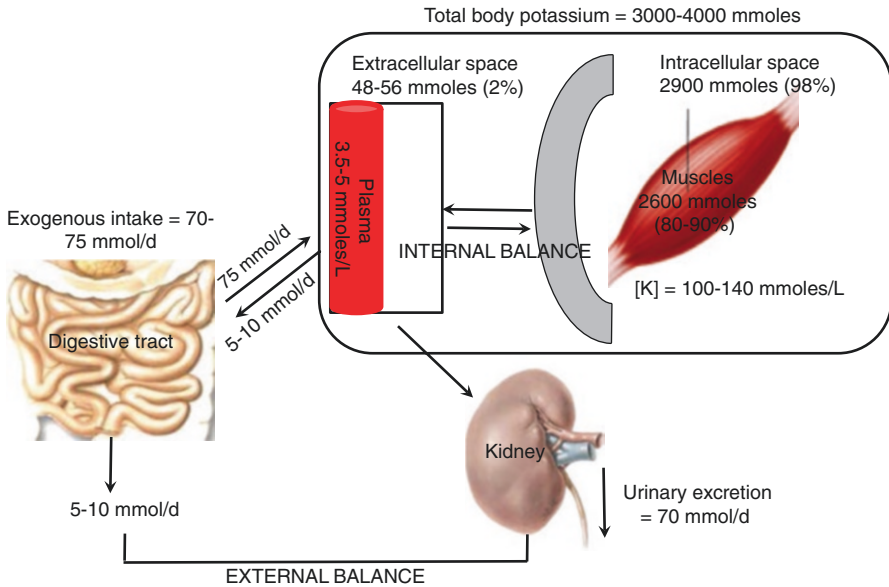 Total body potassium = 3000-4000 mmoles
Extracellular space
48-56 mmoles (2%)
Intracellular space
2900 mmoles (98%)
Plasma
3.5-5 mmoles/L
Muscles
2600 mmoles
(80-90%)
INTERNAL BALANCE
[K] = 100-140 mmoles/L
Exogenous intake = 70-
75 mmol/d
75 mmol/d
5-10 mmol/d
Digestive tract
Kidney
5-10 mmol/d
Urinary excretion
= 70 mmol/d
EXTERNAL BALANCE